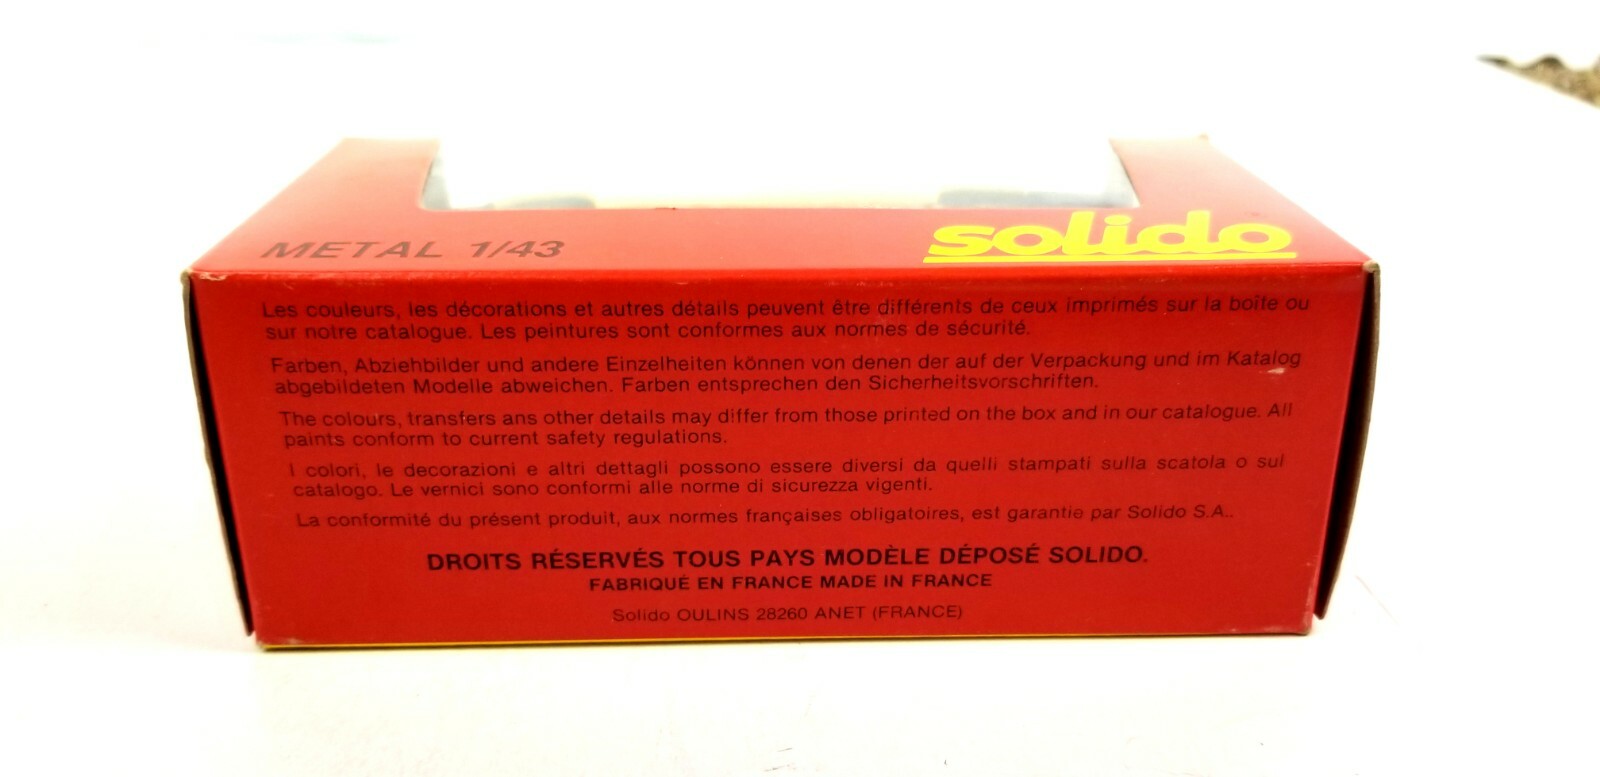 METAL 1/43
solido
Les couleurs, les décorations et autres détails peuvent être différents de ceux imprimés sur la boîte ou
sur notre catalogue. Les peintures sont conformes aux normes de sécurité.
Farben, Abziehbilder und andere Einzelheiten können von denen der auf der Verpackung und im Katalog
abgebildeten Modelle abweichen. Farben entsprechen den Sicherheitsvorschriften.
The colours, transfers ans other details may differ from those printed on the box and in our catalogue. All
paints conform to current safety regulations.
I colori, le decorazioni e altri dettagli possono essere diversi da quelli stampati sulla scatola o sul
catalogo. Le vernici sono conformi alle norme di sicurezza vigenti.
La conformité du présent produit, aux normes françaises obligatoires, est garantie par Solido S.A..
DROITS RÉSERVÉS TOUS PAYS MODÈLE DÉPOSÉ SOLIDO.
FABRIQUÉ EN FRANCE MADE IN FRANCE
Solido OULINS 28260 ANET (FRANCE)